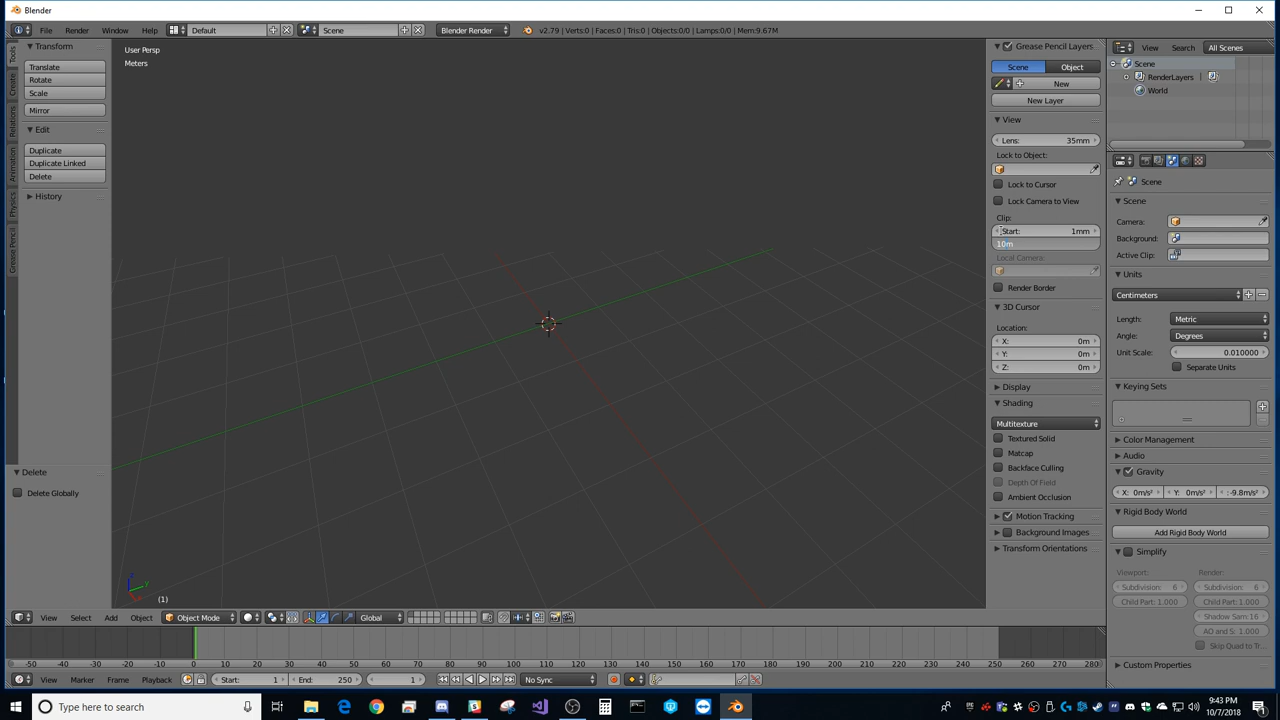 Blender
File Render Window Help Default Scene Blender Render v2.79 | Verts:0 | Faces:0 | Tris:0 | Objects:0/0 | Lamps:0/0 | Mem:9.67M
Tools
Create
Relations
Animation
Physics
Grease Pencil
Transform
Translate
Rotate
Scale
Mirror
Edit
Duplicate
Duplicate Linked
Delete
History
Delete
Delete Globally
User Persp
Meters
(1)
Grease Pencil Layers
Scene Object
New
New Layer
View
Lens: 35mm
Lock to Object:
Lock to Cursor
Lock Camera to View
Clip:
Start: 1mm
10m
Local Camera:
Render Border
3D Cursor
Location:
X: 0m
Y: 0m
Z: 0m
Display
Shading
Multitexture
Textured Solid
Matcap
Backface Culling
Depth Of Field
Ambient Occlusion
Motion Tracking
Background Images
Transform Orientations
View Search All Scenes
Scene
RenderLayers
World
Scene
Scene
Camera:
Background:
Active Clip:
Units
Centimeters
Length: Metric
Angle: Degrees
Unit Scale: 0.010000
Separate Units
Keying Sets
Color Management
Audio
Gravity
X: 0m/s² Y: 0m/s² : -9.8m/s²
Rigid Body World
Add Rigid Body World
Simplify
Viewport: Render:
Subdivision: 6 Subdivision: 6
Child Part: 1.000 Child Part: 1.000
Shadow Sam: 16
AO and S: 1.000
Skip Quad to Tr...
Custom Properties
View Select Add Object Object Mode Global
-50 -40 -30 -20 -10 0 10 20 30 40 50 60 70 80 90 100 110 120 130 140 150 160 170 180 190 200 210 220 230 240 250 260 270 280
View Marker Frame Playback Start: 1 End: 250 1 No Sync
Type here to search
9:43 PM
10/7/2018